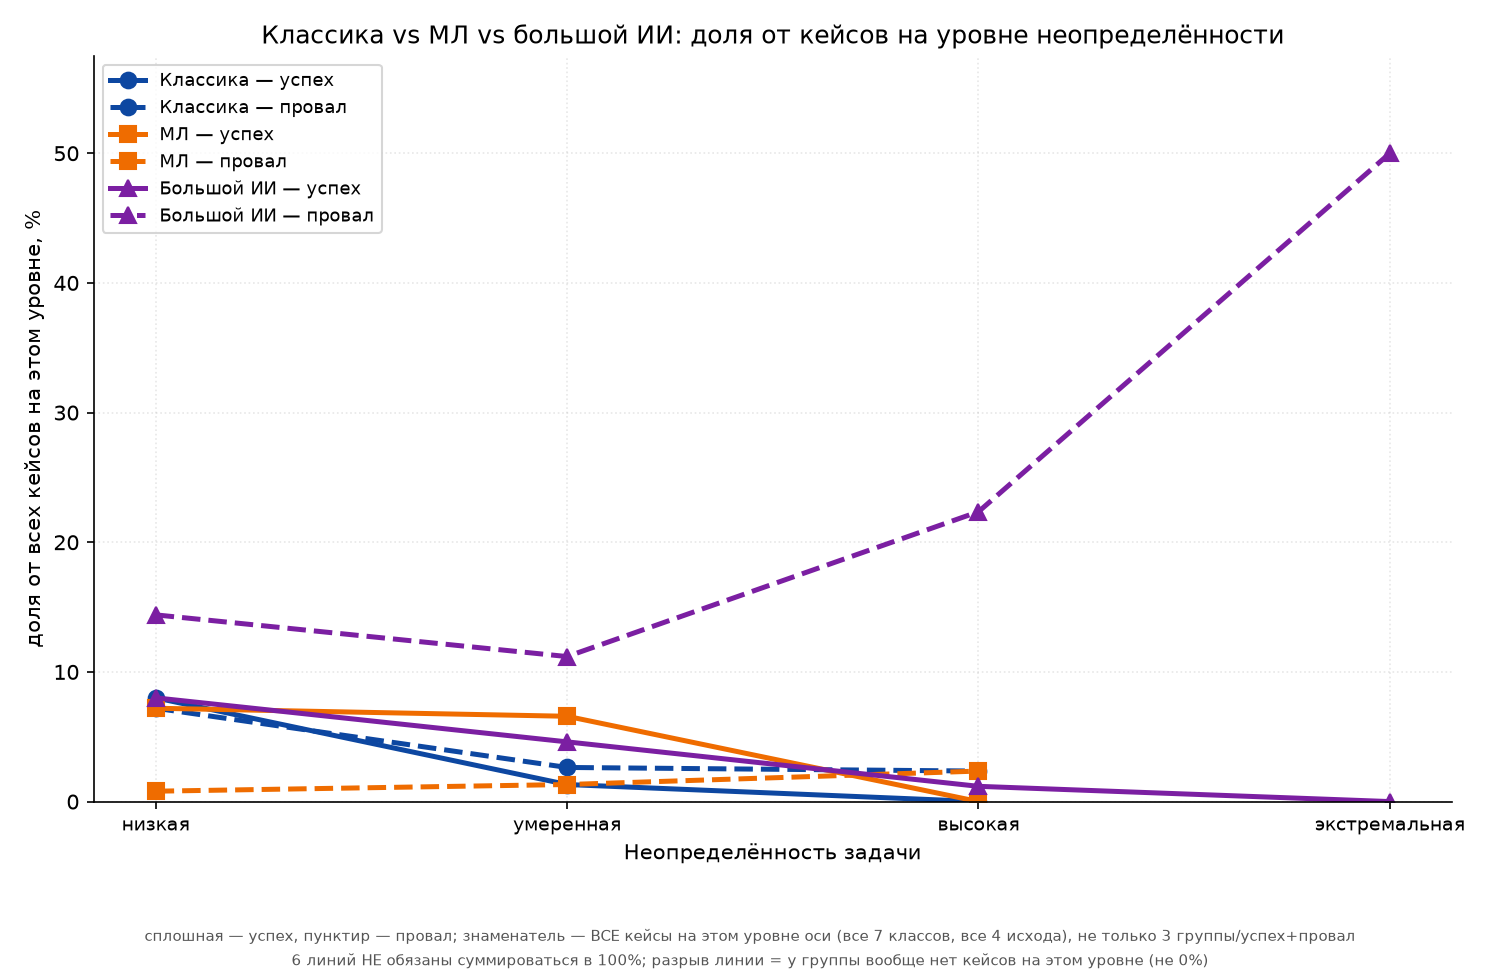 Классика vs МЛ vs большой ИИ: доля от кейсов на уровне неопределённости
Классика — успех
Классика — провал
МЛ — успех
МЛ — провал
Большой ИИ — успех
Большой ИИ — провал
доля от всех кейсов на этом уровне, %
50
40
30
20
10
0
низкая
умеренная
высокая
экстремальная
Неопределённость задачи
сплошная — успех, пунктир — провал; знаменатель — ВСЕ кейсы на этом уровне оси (все 7 классов, все 4 исхода), не только 3 группы/успех+провал
6 линий НЕ обязаны суммироваться в 100%; разрыв линии = у группы вообще нет кейсов на этом уровне (не 0%)